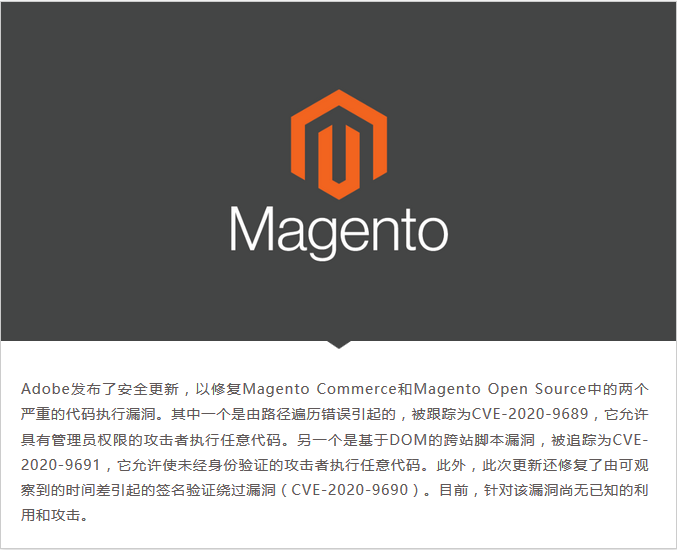 Magento
Adobe发布了安全更新，以修复Magento Commerce和Magento Open Source中的两个
严重的代码执行漏洞。其中一个是由路径遍历错误引起的，被跟踪为CVE-2020-9689，它允许
具有管理员权限的攻击者执行任意代码。另一个是基于DOM的跨站脚本漏洞，被追踪为CVE-
2020-9691，它允许使未经身份验证的攻击者执行任意代码。此外，此次更新还修复了由可观
察到的时间差引起的签名验证绕过漏洞（CVE-2020-9690）。目前，针对该漏洞尚无已知的利
用和攻击。